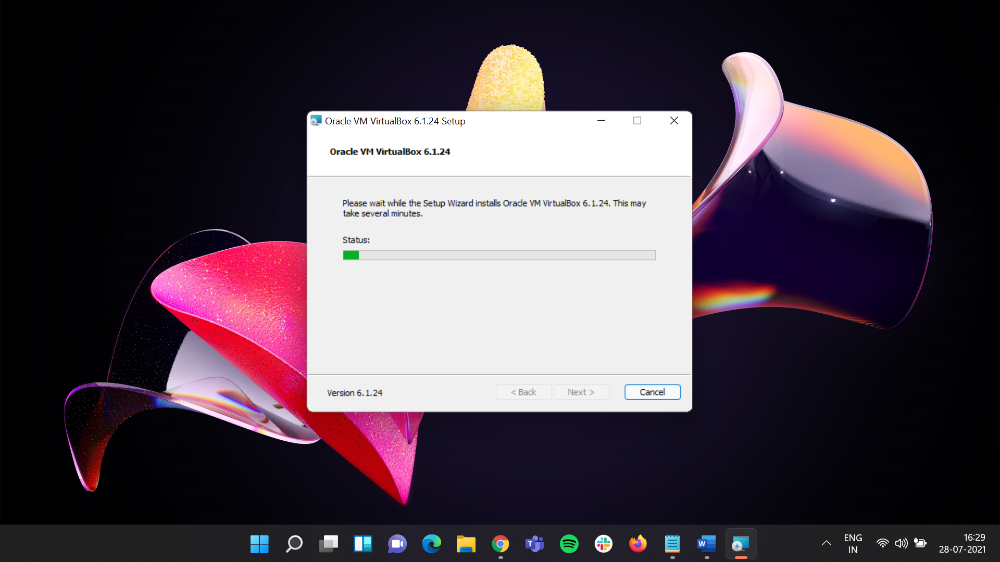 Oracle VM VirtualBox 6.1.24 Setup
Oracle VM VirtualBox 6.1.24
Please wait while the Setup Wizard installs Oracle VM VirtualBox 6.1.24. This may
take several minutes.
Status:
Version 6.1.24
< Back
Next >
Cancel
T
W
ENG
IN
16:29
28-07-2021